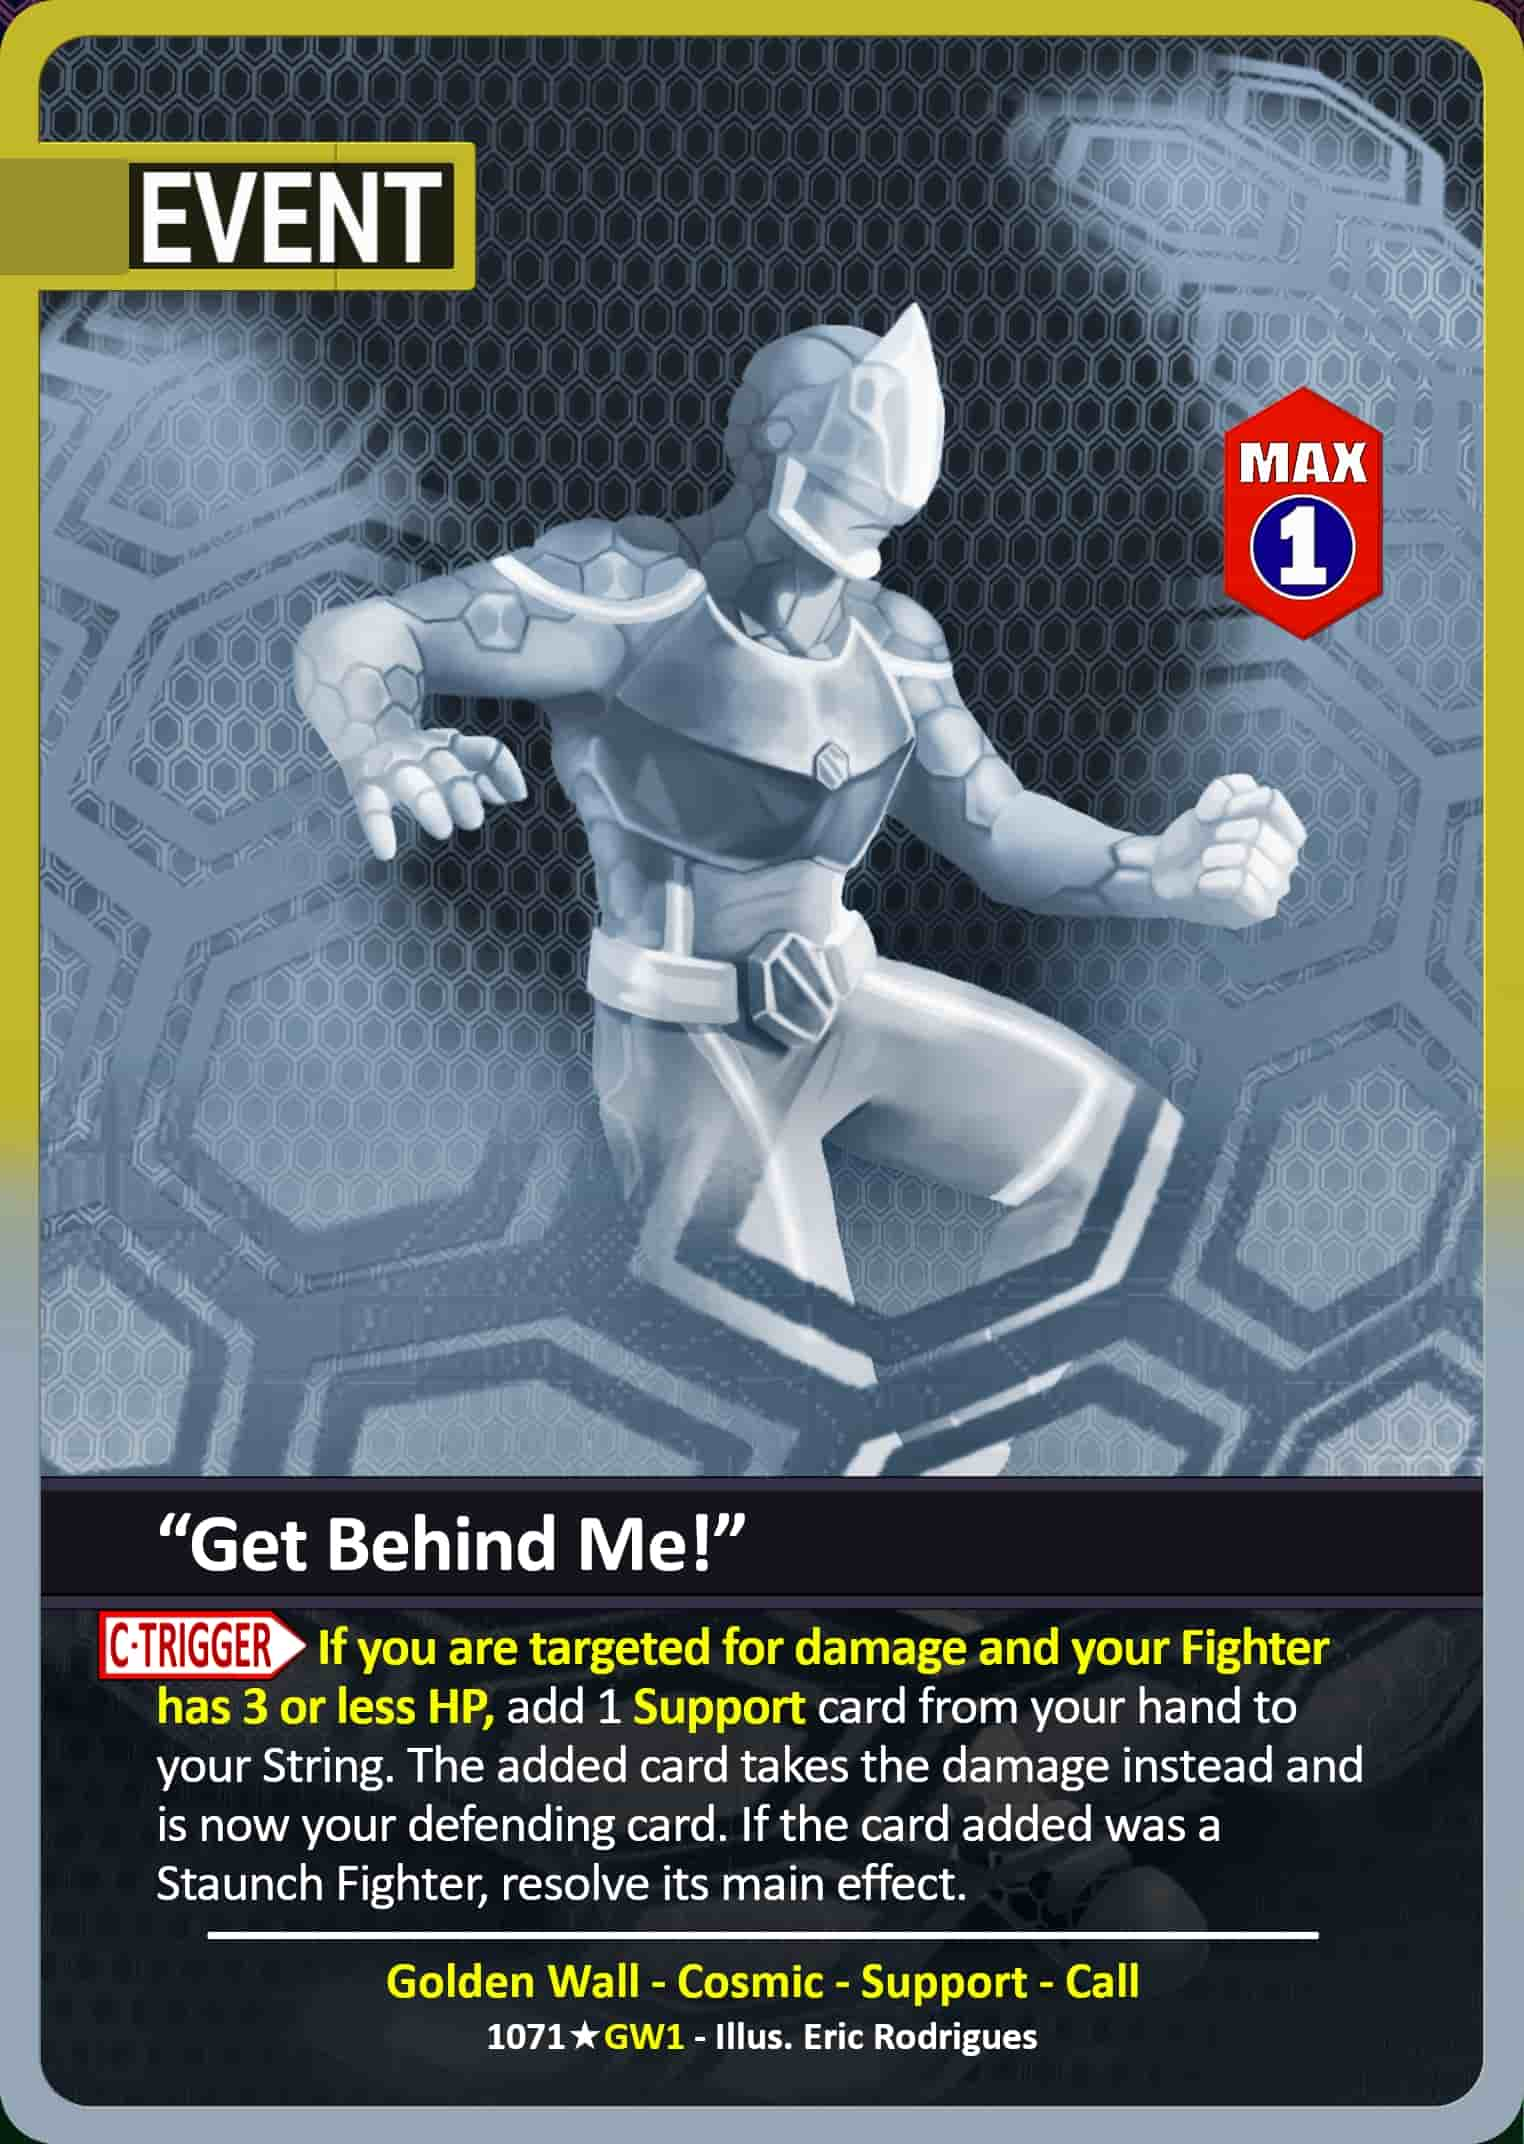 EVENT
MAX
1
“Get Behind Me!”
C·TRIGGER If you are targeted for damage and your Fighter
has 3 or less HP, add 1 Support card from your hand to
your String. The added card takes the damage instead and
is now your defending card. If the card added was a
Staunch Fighter, resolve its main effect.
Golden Wall - Cosmic - Support - Call
1071★GW1 - Illus. Eric Rodrigues